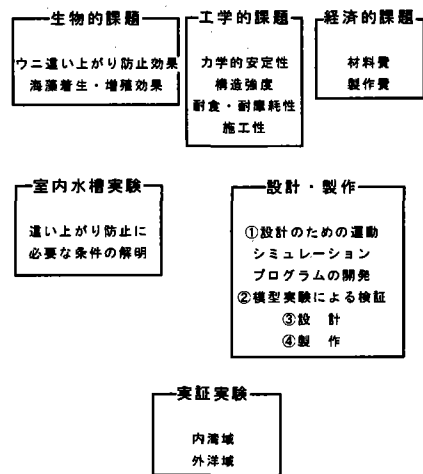 生物的課題
ウニ這い上がり防止効果
海藻着生・増殖効果
工学的課題
力学的安定性
構造強度
耐食・耐摩耗性
施工性
経済的課題
材料費
製作費
室内水槽実験
這い上がり防止に
必要な条件の解明
設計・製作
①設計のための運動
シミュレーション
プログラムの開発
②模型実験による検証
③設 計
④製 作
実証実験
内湾域
外洋域